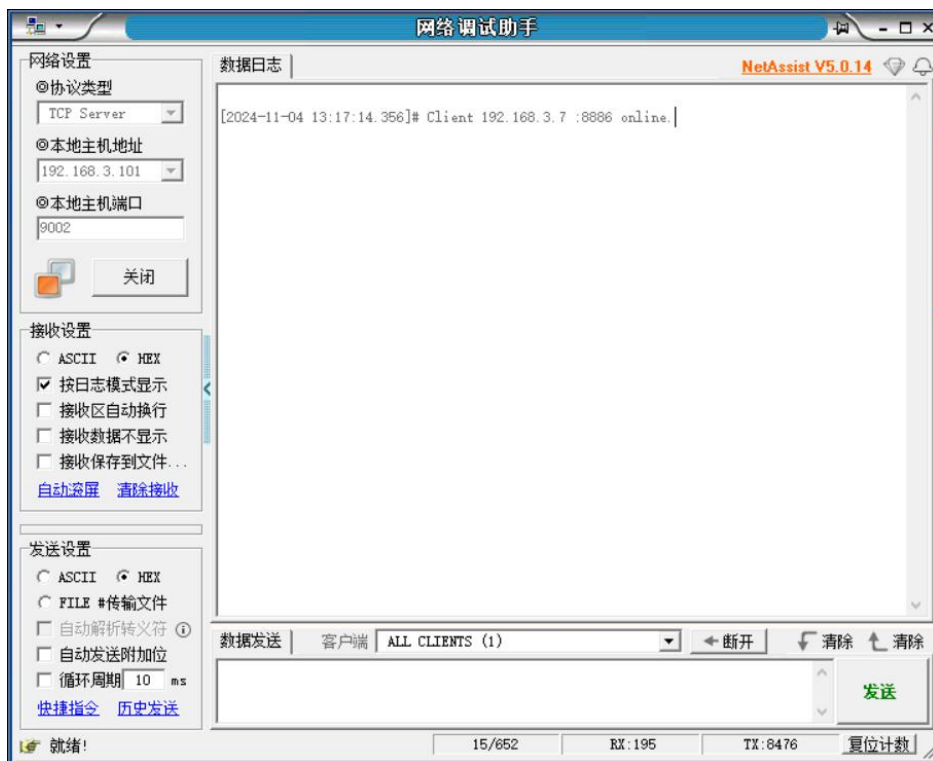 网络调试助手
网络设置
协议类型
TCP Server
本地主机地址
192.168.3.101
本地主机端口
9002
关闭
接收设置
ASCII HEX
按日志模式显示
接收区自动换行
接收数据不显示
接收保存到文件...
自动滚屏 清除接收
发送设置
ASCII HEX
FILE #传输文件
自动解析转义符
自动发送附加位
循环周期 10 ms
快捷指令 历史发送
数据日志
NetAssist V5.0.14
[2024-11-04 13:17:14.356]# Client 192.168.3.7 :8886 online.
数据发送 客户端 ALL CLIENTS (1) 断开 清除 清除
发送
就绪! 15/652 RX:195 TX:8476 复位计数